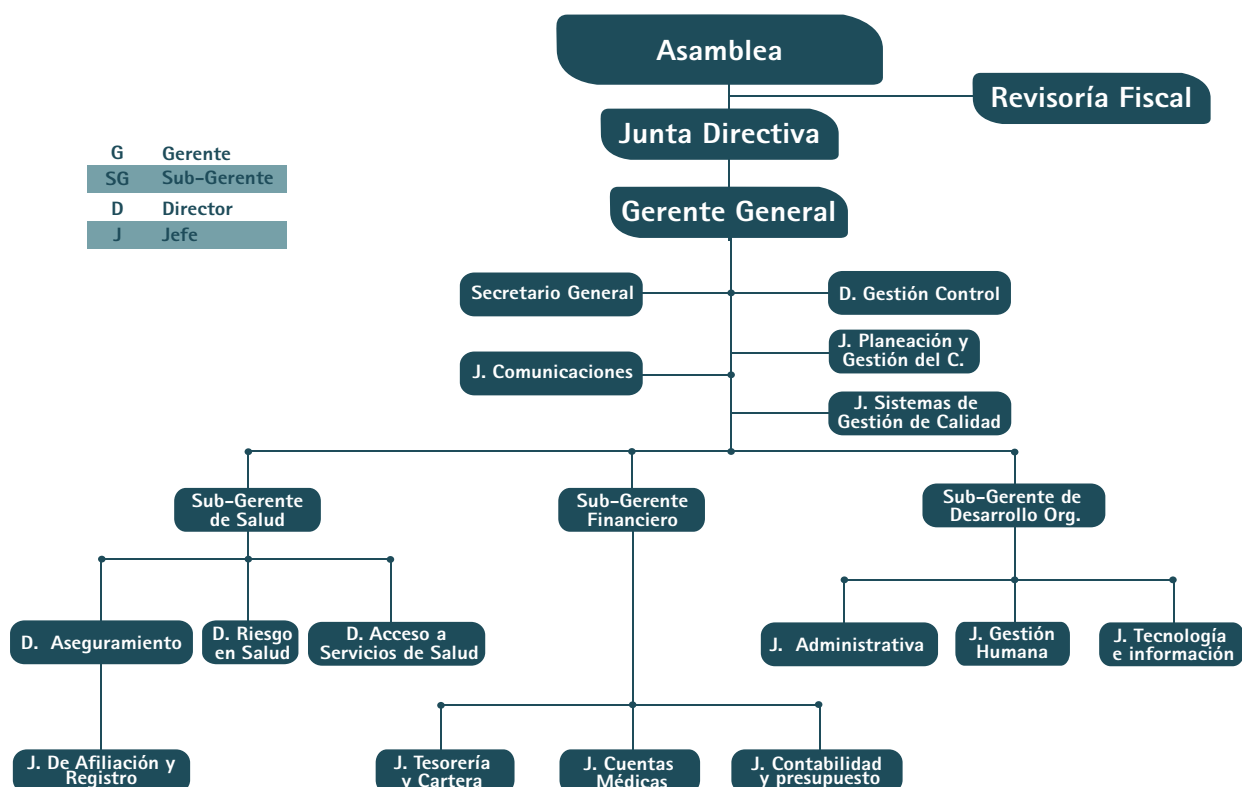 Asamblea
Revisoría Fiscal
Junta Directiva
G Gerente
SG Sub-Gerente
D Director
J Jefe
Gerente General
Secretario General
D. Gestión Control
J. Planeación y
Gestión del C.
J. Comunicaciones
J. Sistemas de
Gestión de Calidad
Sub-Gerente
de Salud
Sub-Gerente
Financiero
Sub-Gerente de
Desarrollo Org.
D. Aseguramiento
D. Riesgo
en Salud
D. Acceso a
Servicios de Salud
J. Administrativa
J. Gestión
Humana
J. Tecnología
e información
J. De Afiliación y
Registro
J. Tesorería
y Cartera
J. Cuentas
Médicas
J. Contabilidad
y presupuesto